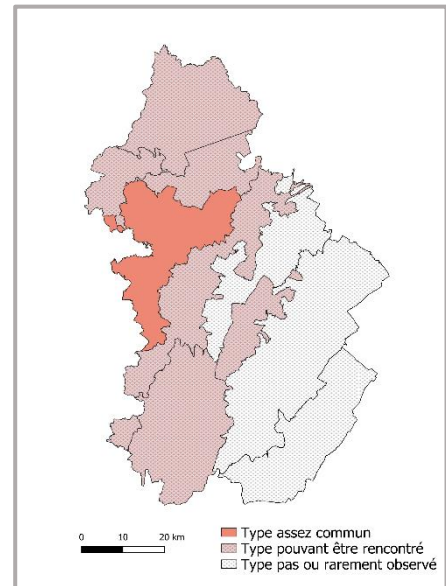 0 10 20 km
Type assez commun
Type pouvant être rencontré
Type pas ou rarement observé